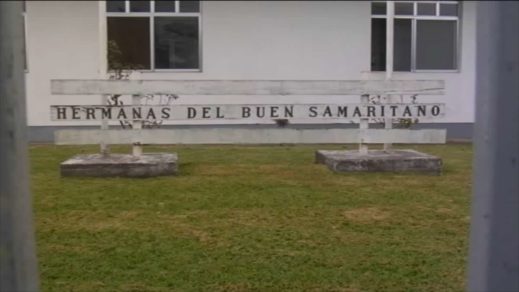 HERMANAS DEL BUEN SAMARITANO